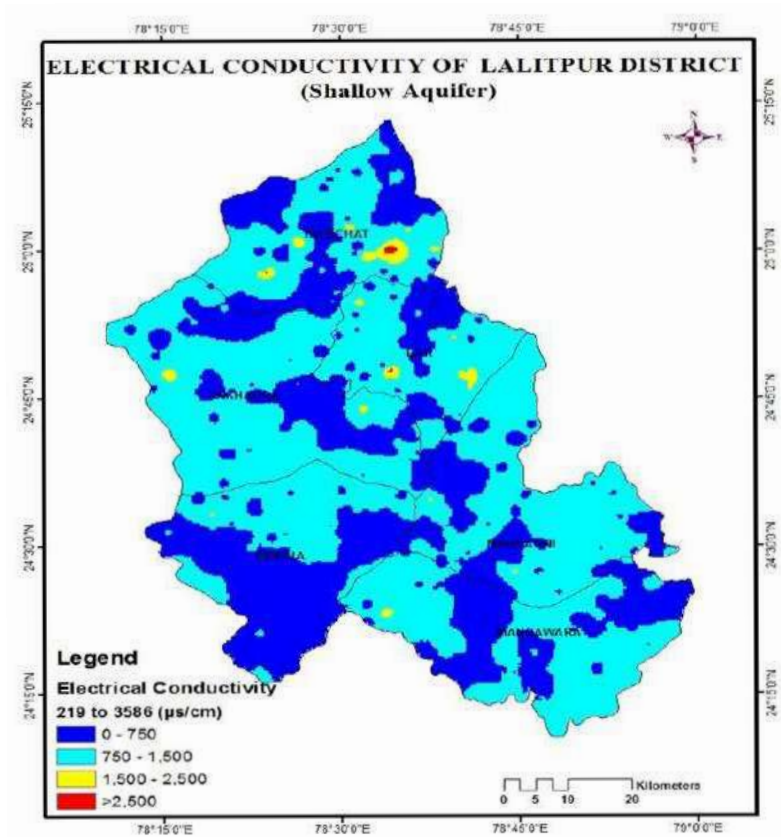 78°15'0"E 78°30'0"E 78°45'0"E 79°0'0"E
ELECTRICAL CONDUCTIVITY OF LALITPUR DISTRICT
(Shallow Aquifer)
25°15'0"N 25°15'0"N
N
W E
S
25°0'0"N 25°0'0"N
24°45'0"N 24°45'0"N
24°30'0"N 24°30'0"N
24°15'0"N 24°15'0"N
Legend
Electrical Conductivity
219 to 3586 (µs/cm)
0 - 750
750 - 1,500
1,500 - 2,500
>2,500
Kilometers
0 5 10 20
78°15'0"E 78°30'0"E 78°45'0"E 79°0'0"E